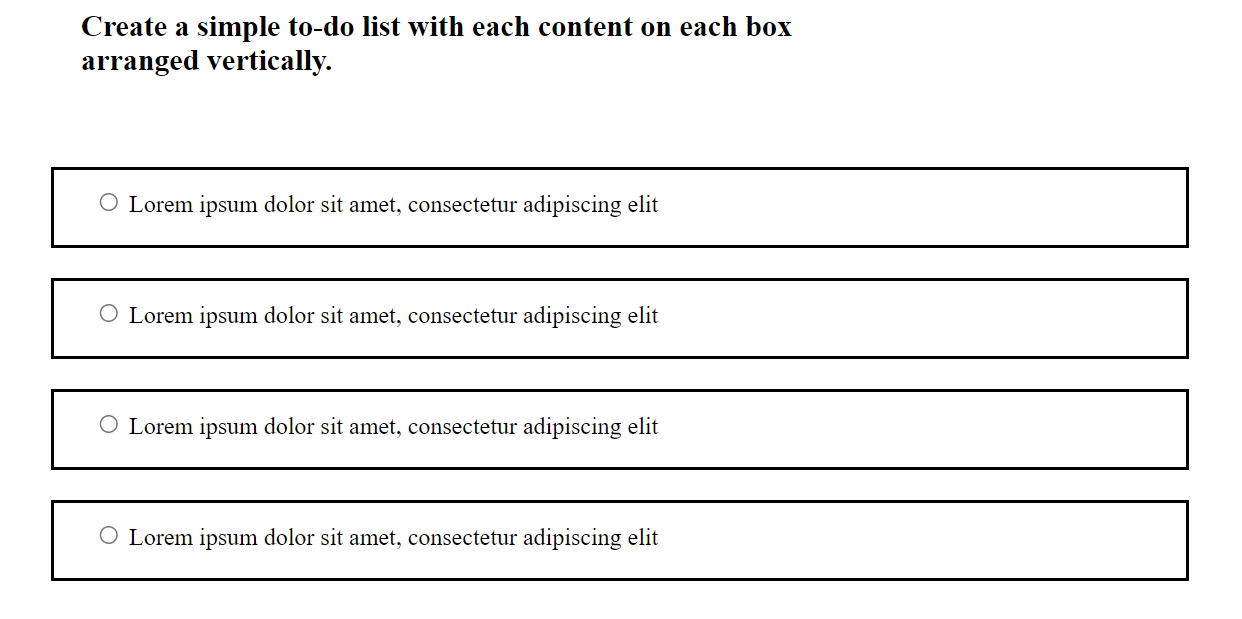 Create a simple to-do list with each content on each box
arranged vertically.
Lorem ipsum dolor sit amet, consectetur adipiscing elit
Lorem ipsum dolor sit amet, consectetur adipiscing elit
Lorem ipsum dolor sit amet, consectetur adipiscing elit
Lorem ipsum dolor sit amet, consectetur adipiscing elit